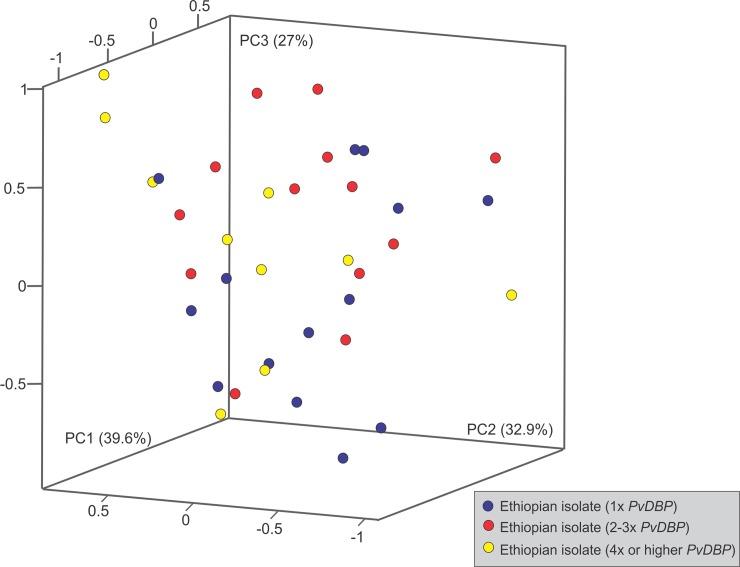 0.5
0
-0.5
-1
PC3 (27%)
1
0.5
0
-0.5
PC1 (39.6%)
PC2 (32.9%)
0.5
0
-0.5
-1
Ethiopian isolate (1x PvDBP)
Ethiopian isolate (2-3x PvDBP)
Ethiopian isolate (4x or higher PvDBP)